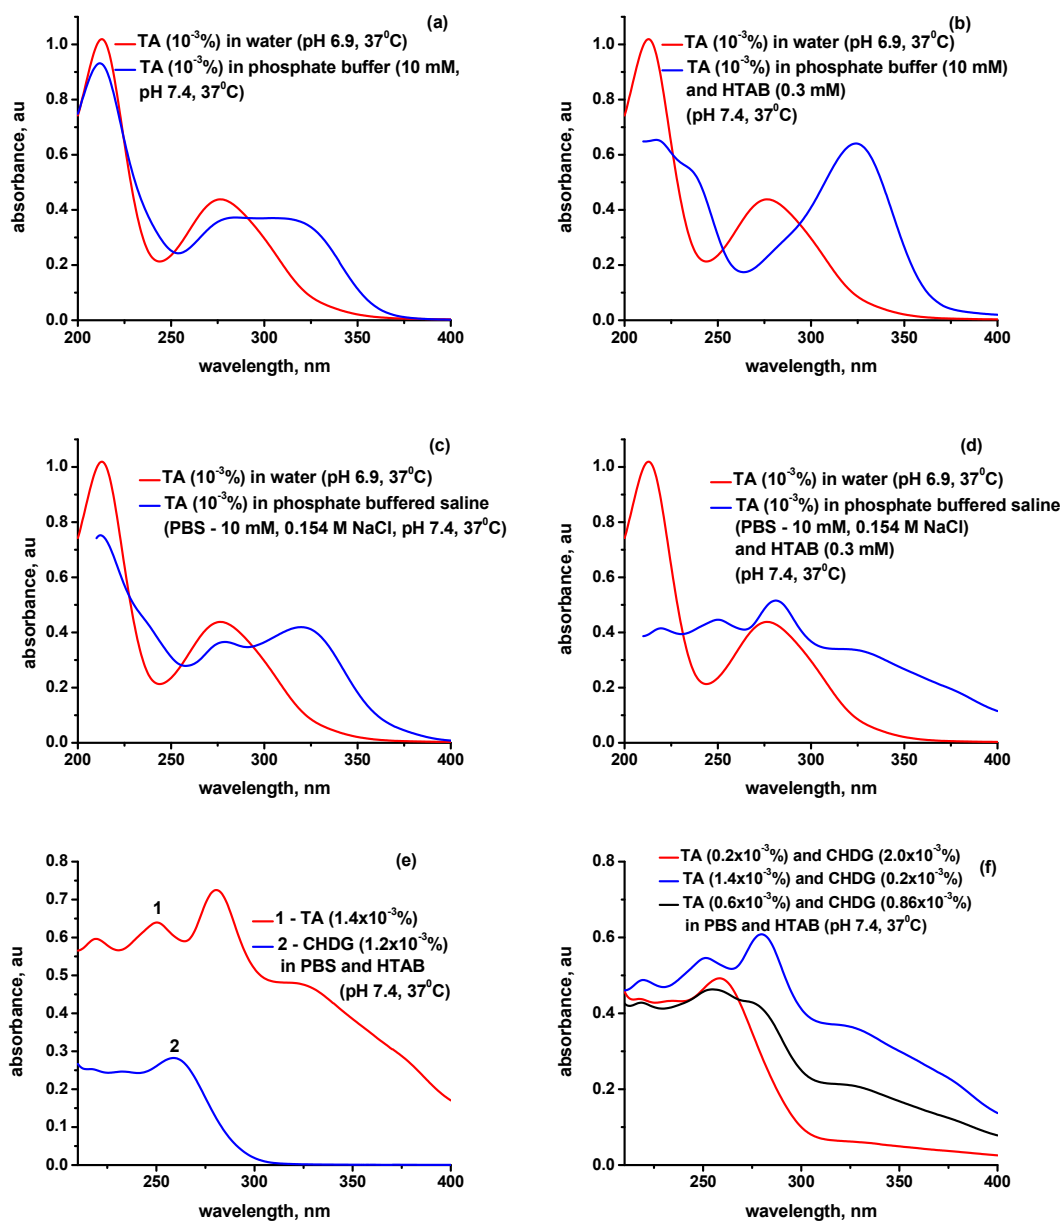 (a)
TA (10⁻³%) in water (pH 6.9, 37⁰C)
TA (10⁻³%) in phosphate buffer (10 mM,
pH 7.4, 37⁰C)
1.0
0.8
0.6
0.4
0.2
0.0
absorbance, au
200 250 300 350 400
wavelength, nm
(b)
TA (10⁻³%) in water (pH 6.9, 37⁰C)
TA (10⁻³%) in phosphate buffer (10 mM)
and HTAB (0.3 mM)
(pH 7.4, 37⁰C)
1.0
0.8
0.6
0.4
0.2
0.0
absorbance, au
200 250 300 350 400
wavelength, nm
(c)
TA (10⁻³%) in water (pH 6.9, 37⁰C)
TA (10⁻³%) in phosphate buffered saline
(PBS - 10 mM, 0.154 M NaCl, pH 7.4, 37⁰C)
1.0
0.8
0.6
0.4
0.2
0.0
absorbance, au
200 250 300 350 400
wavelength, nm
(d)
TA (10⁻³%) in water (pH 6.9, 37⁰C)
TA (10⁻³%) in phosphate buffered saline
(PBS - 10 mM, 0.154 M NaCl)
and HTAB (0.3 mM)
(pH 7.4, 37⁰C)
1.0
0.8
0.6
0.4
0.2
0.0
absorbance, au
200 250 300 350 400
wavelength, nm
(e)
1
1 - TA (1.4x10⁻³%)
2 - CHDG (1.2x10⁻³%)
in PBS and HTAB
(pH 7.4, 37⁰C)
2
0.8
0.7
0.6
0.5
0.4
0.3
0.2
0.1
0.0
absorbance, au
250 300 350 400
wavelength, nm
TA (0.2x10⁻³%) and CHDG (2.0x10⁻³%)
(f)
TA (1.4x10⁻³%) and CHDG (0.2x10⁻³%)
TA (0.6x10⁻³%) and CHDG (0.86x10⁻³%)
in PBS and HTAB (pH 7.4, 37⁰C)
0.8
0.6
0.4
0.2
0.0
absorbance, au
250 300 350 400
wavelength, nm